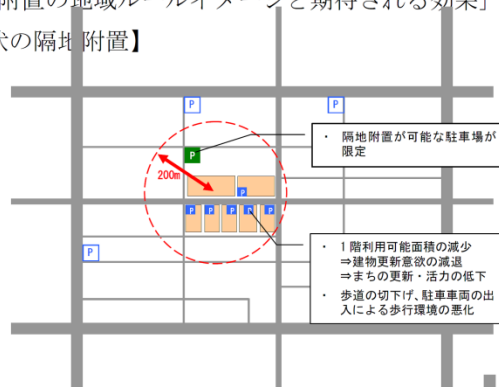 附置の地域ルールイメージと期待される効果」
状の隔地附置】
P
P
P
200m
P
P P P P P
P
・ 隔地附置が可能な駐車場が
限定
・ 1階利用可能面積の減少
⇒建物更新意欲の減退
⇒まちの更新・活力の低下
・ 歩道の切下げ、駐車車両の出
入による歩行環境の悪化